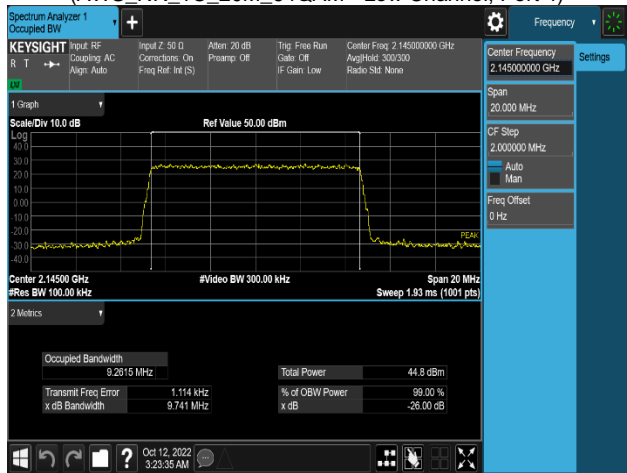 Spectrum Analyzer 1
Occupied BW
Frequency
KEYSIGHT
R T
Input: RF
Coupling: AC
Align: Auto
Input Z: 50 Ω
Corrections: On
Freq Ref: Int (S)
Atten: 20 dB
Preamp: Off
Trig: Free Run
Gate: Off
IF Gain: Low
Center Freq: 2.145000000 GHz
Avg|Hold: 300/300
Radio Std: None
Center Frequency
2.145000000 GHz
Settings
Span
20.000 MHz
CF Step
2.000000 MHz
Auto
Man
Freq Offset
0 Hz
1 Graph
Scale/Div 10.0 dB
Ref Value 50.00 dBm
Log
40.0
30.0
20.0
10.0
0.00
-10.0
-20.0
-30.0
-40.0
PEAK
Center 2.14500 GHz
#Video BW 300.00 kHz
Span 20 MHz
#Res BW 100.00 kHz
Sweep 1.93 ms (1001 pts)
2 Metrics
Occupied Bandwidth
9.2615 MHz
Total Power 44.8 dBm
Transmit Freq Error 1.114 kHz
% of OBW Power 99.00 %
x dB Bandwidth 9.741 MHz
x dB -26.00 dB
?
Oct 12, 2022
3:23:35 AM